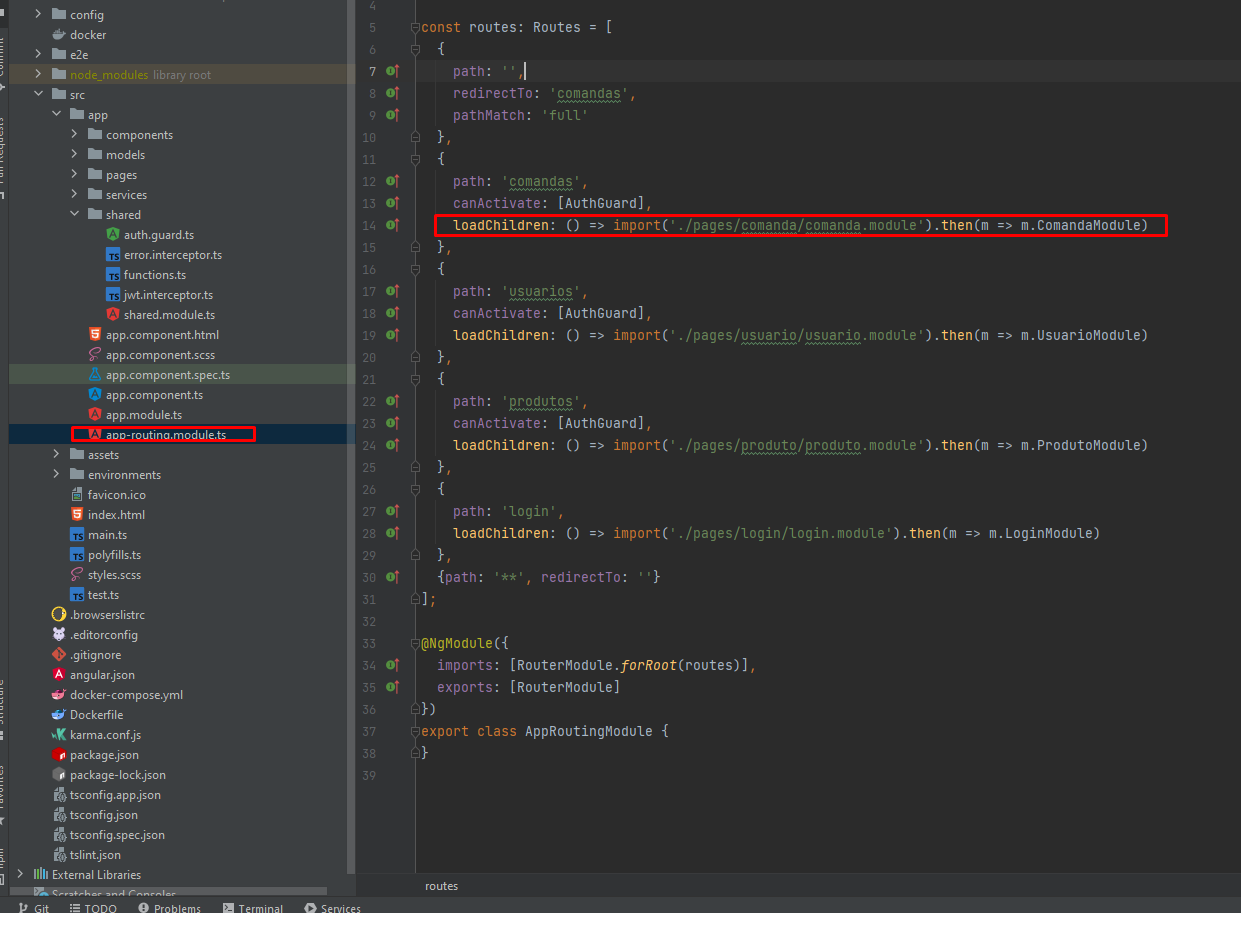 config
docker
e2e
node_modules library root
src
app
components
models
pages
services
shared
auth.guard.ts
error.interceptor.ts
functions.ts
jwt.interceptor.ts
shared.module.ts
app.component.html
app.component.scss
app.component.spec.ts
app.component.ts
app.module.ts
app-routing.module.ts
assets
environments
favicon.ico
index.html
main.ts
polyfills.ts
styles.scss
test.ts
.browserslistrc
.editorconfig
.gitignore
angular.json
docker-compose.yml
Dockerfile
karma.conf.js
package.json
package-lock.json
tsconfig.app.json
tsconfig.json
tsconfig.spec.json
tslint.json
External Libraries
Scratches and Consoles
4
5 const routes: Routes = [
6 {
7 path: '',
8 redirectTo: 'comandas',
9 pathMatch: 'full'
10 },
11 {
12 path: 'comandas',
13 canActivate: [AuthGuard],
14 loadChildren: () => import('./pages/comanda/comanda.module').then(m => m.ComandaModule)
15 },
16 {
17 path: 'usuarios',
18 canActivate: [AuthGuard],
19 loadChildren: () => import('./pages/usuario/usuario.module').then(m => m.UsuarioModule)
20 },
21 {
22 path: 'produtos',
23 canActivate: [AuthGuard],
24 loadChildren: () => import('./pages/produto/produto.module').then(m => m.ProdutoModule)
25 },
26 {
27 path: 'login',
28 loadChildren: () => import('./pages/login/login.module').then(m => m.LoginModule)
29 },
30 {path: '**', redirectTo: ''}
31 ];
32
33 @NgModule({
34 imports: [RouterModule.forRoot(routes)],
35 exports: [RouterModule]
36 })
37 export class AppRoutingModule {
38 }
39
routes
Git TODO Problems Terminal Services